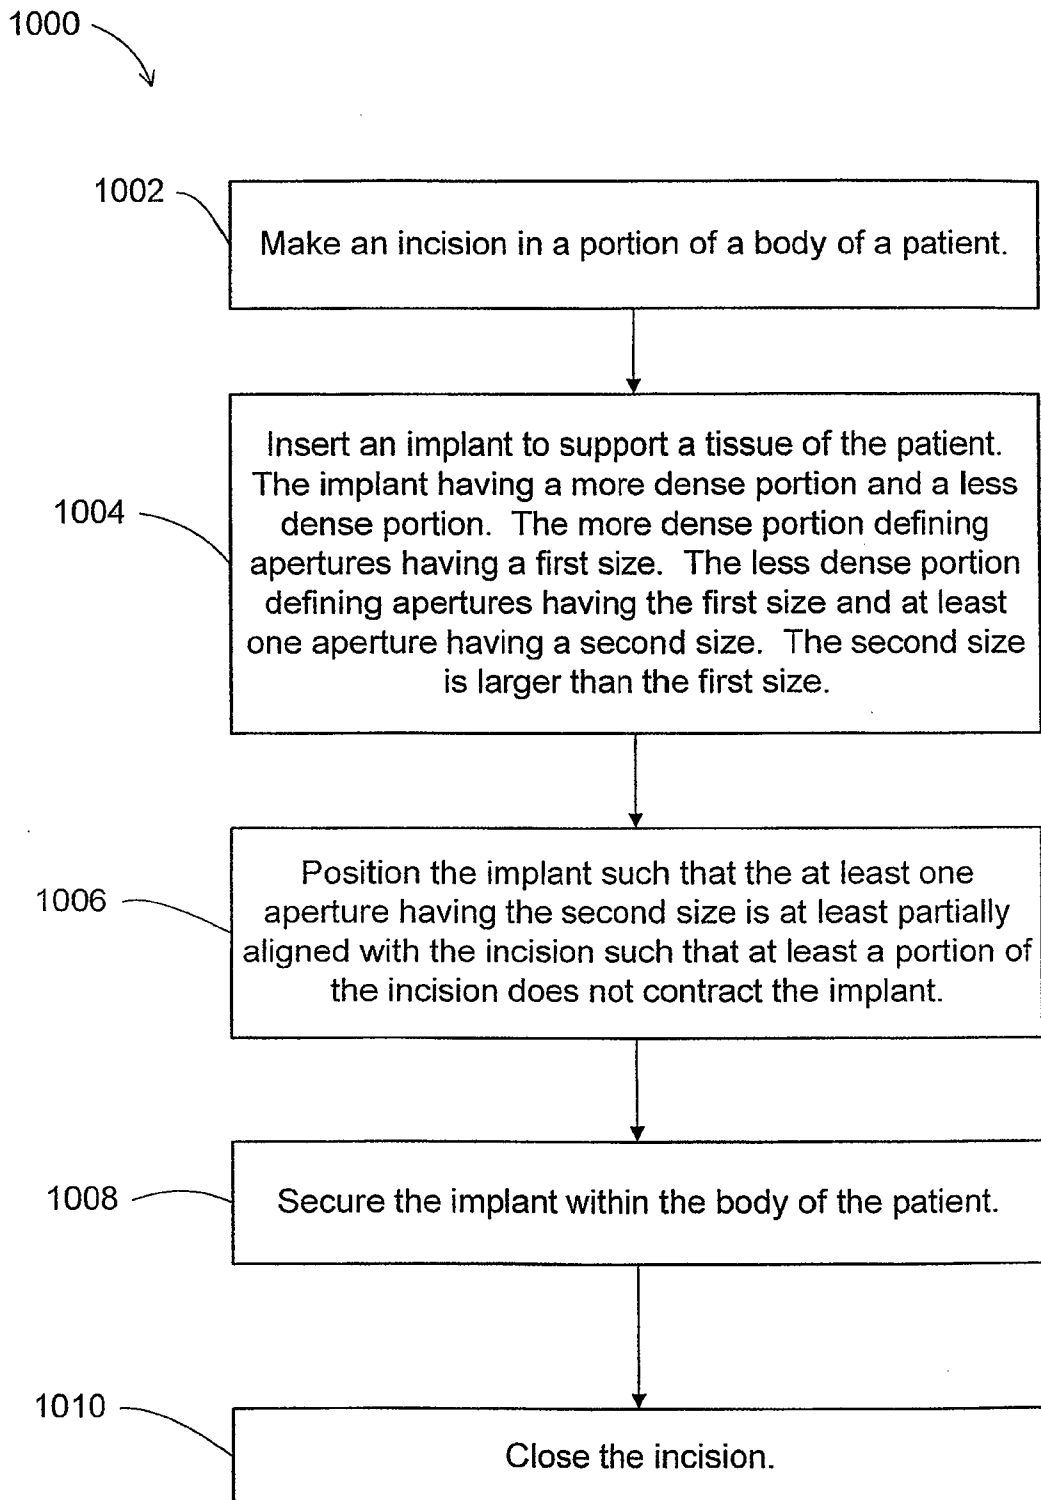 1000
1002
Make an incision in a portion of a body of a patient.
1004
Insert an implant to support a tissue of the patient.
The implant having a more dense portion and a less
dense portion. The more dense portion defining
apertures having a first size. The less dense portion
defining apertures having the first size and at least
one aperture having a second size. The second size
is larger than the first size.
1006
Position the implant such that the at least one
aperture having the second size is at least partially
aligned with the incision such that at least a portion of
the incision does not contract the implant.
1008
Secure the implant within the body of the patient.
1010
Close the incision.